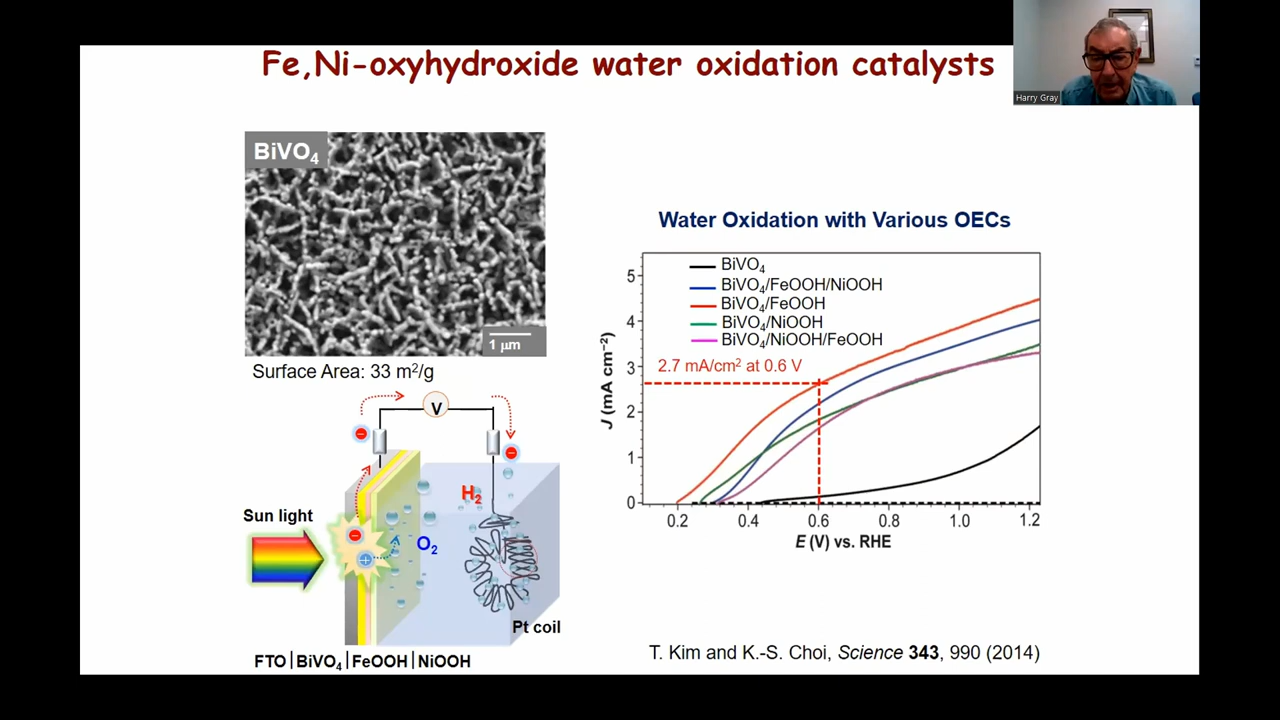 Fe,Ni-oxyhydroxide water oxidation catalysts
Harry Gray
BiVO₄
1 μm
Surface Area: 33 m²/g
V
Sun light
H₂
O₂
Pt coil
FTO|BiVO₄|FeOOH|NiOOH
Water Oxidation with Various OECs
BiVO₄
BiVO₄/FeOOH/NiOOH
BiVO₄/FeOOH
BiVO₄/NiOOH
BiVO₄/NiOOH/FeOOH
2.7 mA/cm² at 0.6 V
J (mA cm⁻²)
5
4
3
2
1
0
0.2 0.4 0.6 0.8 1.0 1.2
E (V) vs. RHE
T. Kim and K.-S. Choi, Science 343, 990 (2014)